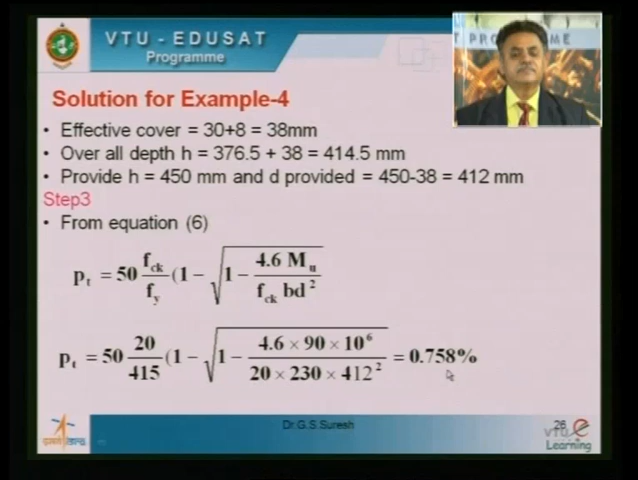 VTU - EDUSAT
Programme
T PRO ME
Solution for Example-4
• Effective cover = 30+8 = 38mm
• Over all depth h = 376.5 + 38 = 414.5 mm
• Provide h = 450 mm and d provided = 450-38 = 412 mm
Step3
• From equation (6)
pt = 50 fck/fy (1 − √(1 − 4.6 Mu / fck bd²)
pt = 50 20/415 (1 − √(1 − 4.6 × 90 × 10⁶ / 20 × 230 × 412²) = 0.758%
Dr G.S.Suresh
26
VTU e
Learning